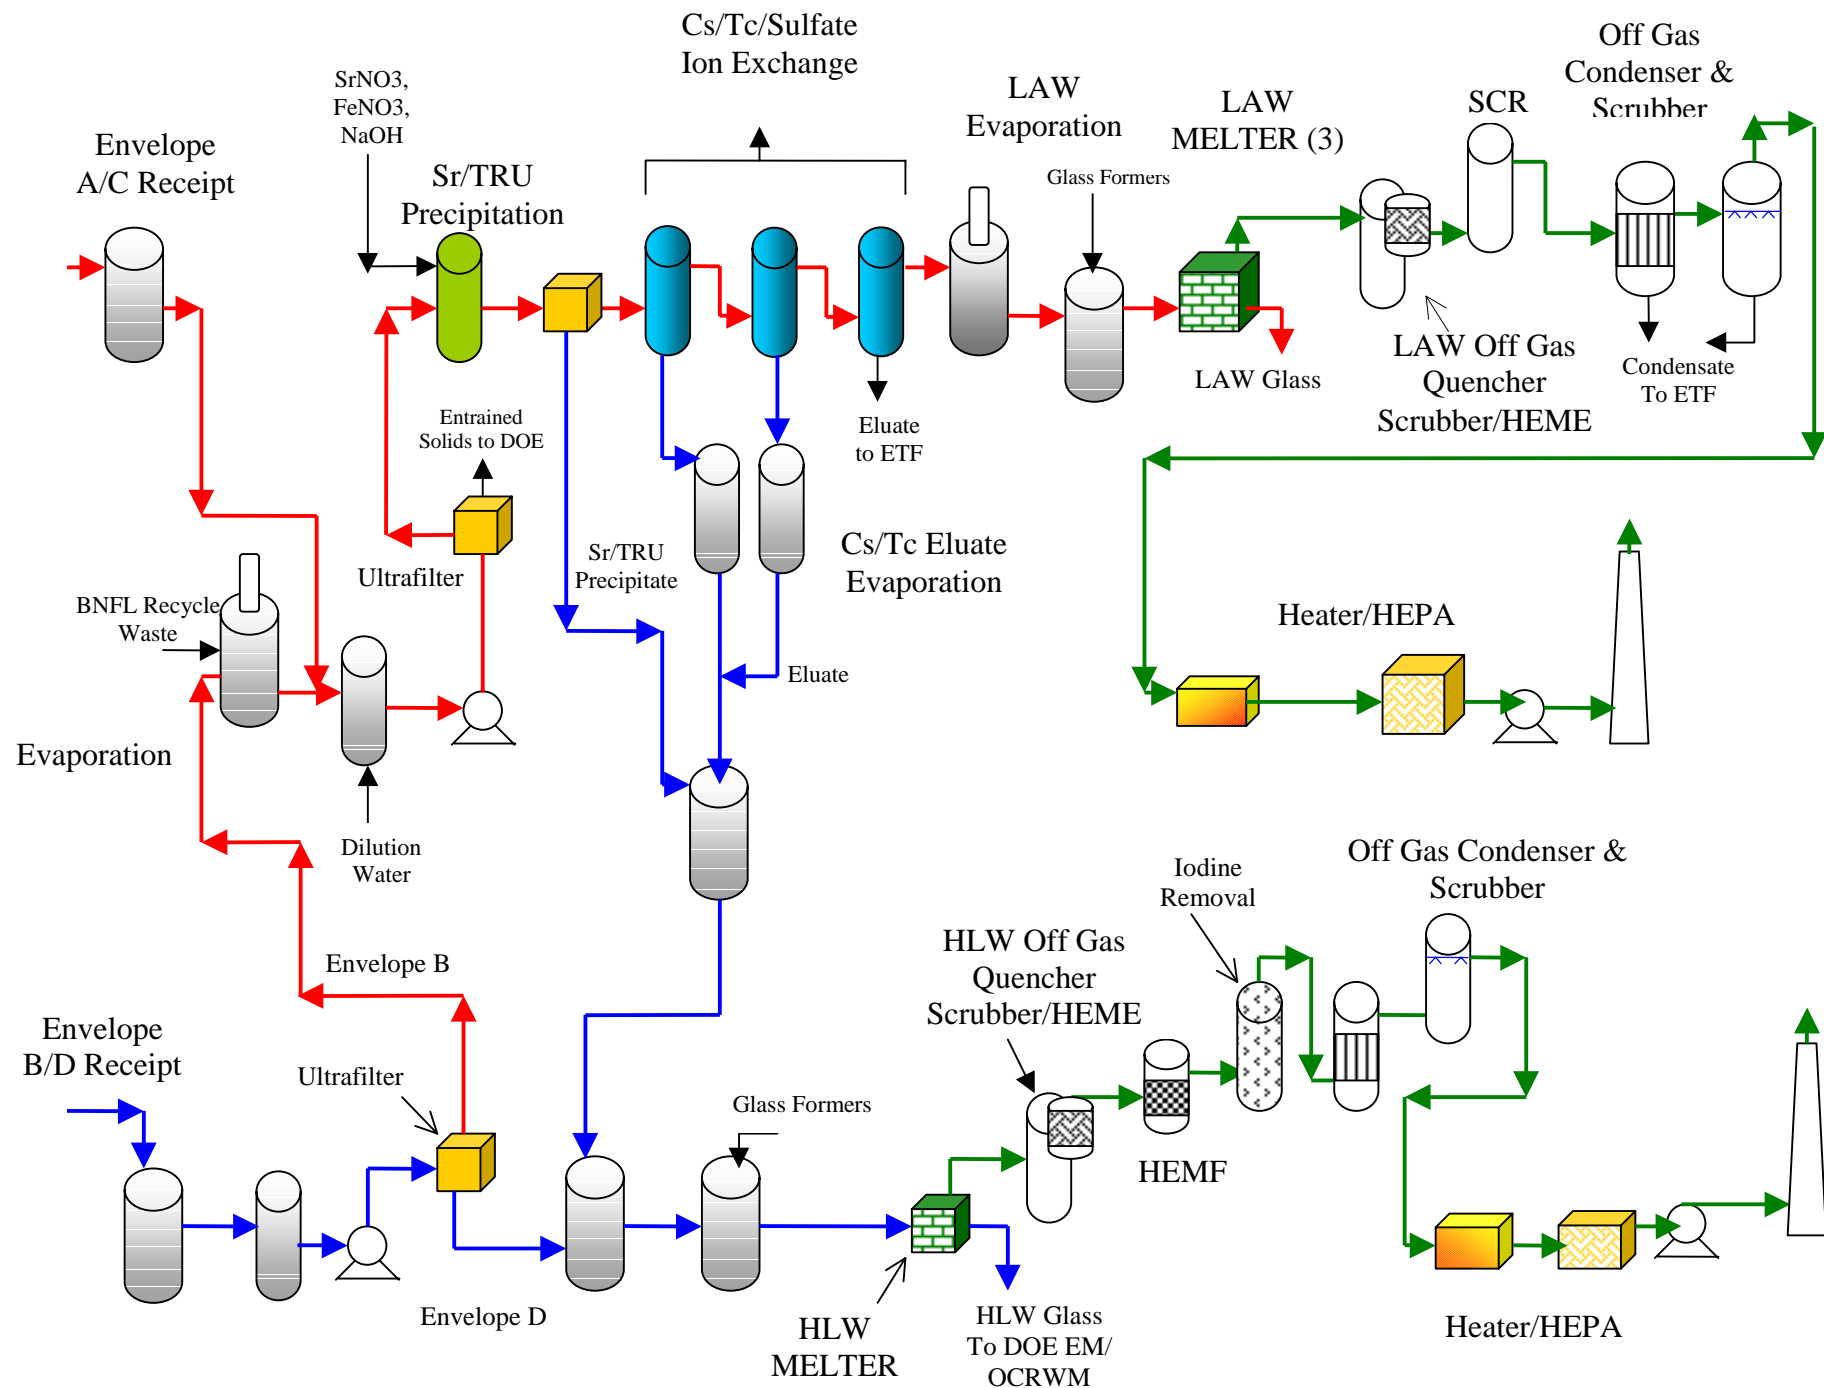 Cs/Tc/Sulfate
Ion Exchange
Off Gas
Condenser &
Scrubber
SrNO3,
FeNO3,
NaOH
LAW
Evaporation
LAW
MELTER (3)
SCR
Envelope
A/C Receipt
Sr/TRU
Precipitation
Glass Formers
LAW Glass
LAW Off Gas
Quencher
Scrubber/HEME
Condensate
To ETF
Entrained
Solids to DOE
Eluate
to ETF
Ultrafilter
Sr/TRU
Precipitate
Cs/Tc Eluate
Evaporation
BNFL Recycle
Waste
Heater/HEPA
Eluate
Evaporation
Dilution
Water
Off Gas Condenser &
Scrubber
Iodine
Removal
HLW Off Gas
Quencher
Scrubber/HEME
Envelope B
Envelope
B/D Receipt
Ultrafilter
Glass Formers
HEMF
Envelope D
HLW
MELTER
HLW Glass
To DOE EM/
OCRWM
Heater/HEPA